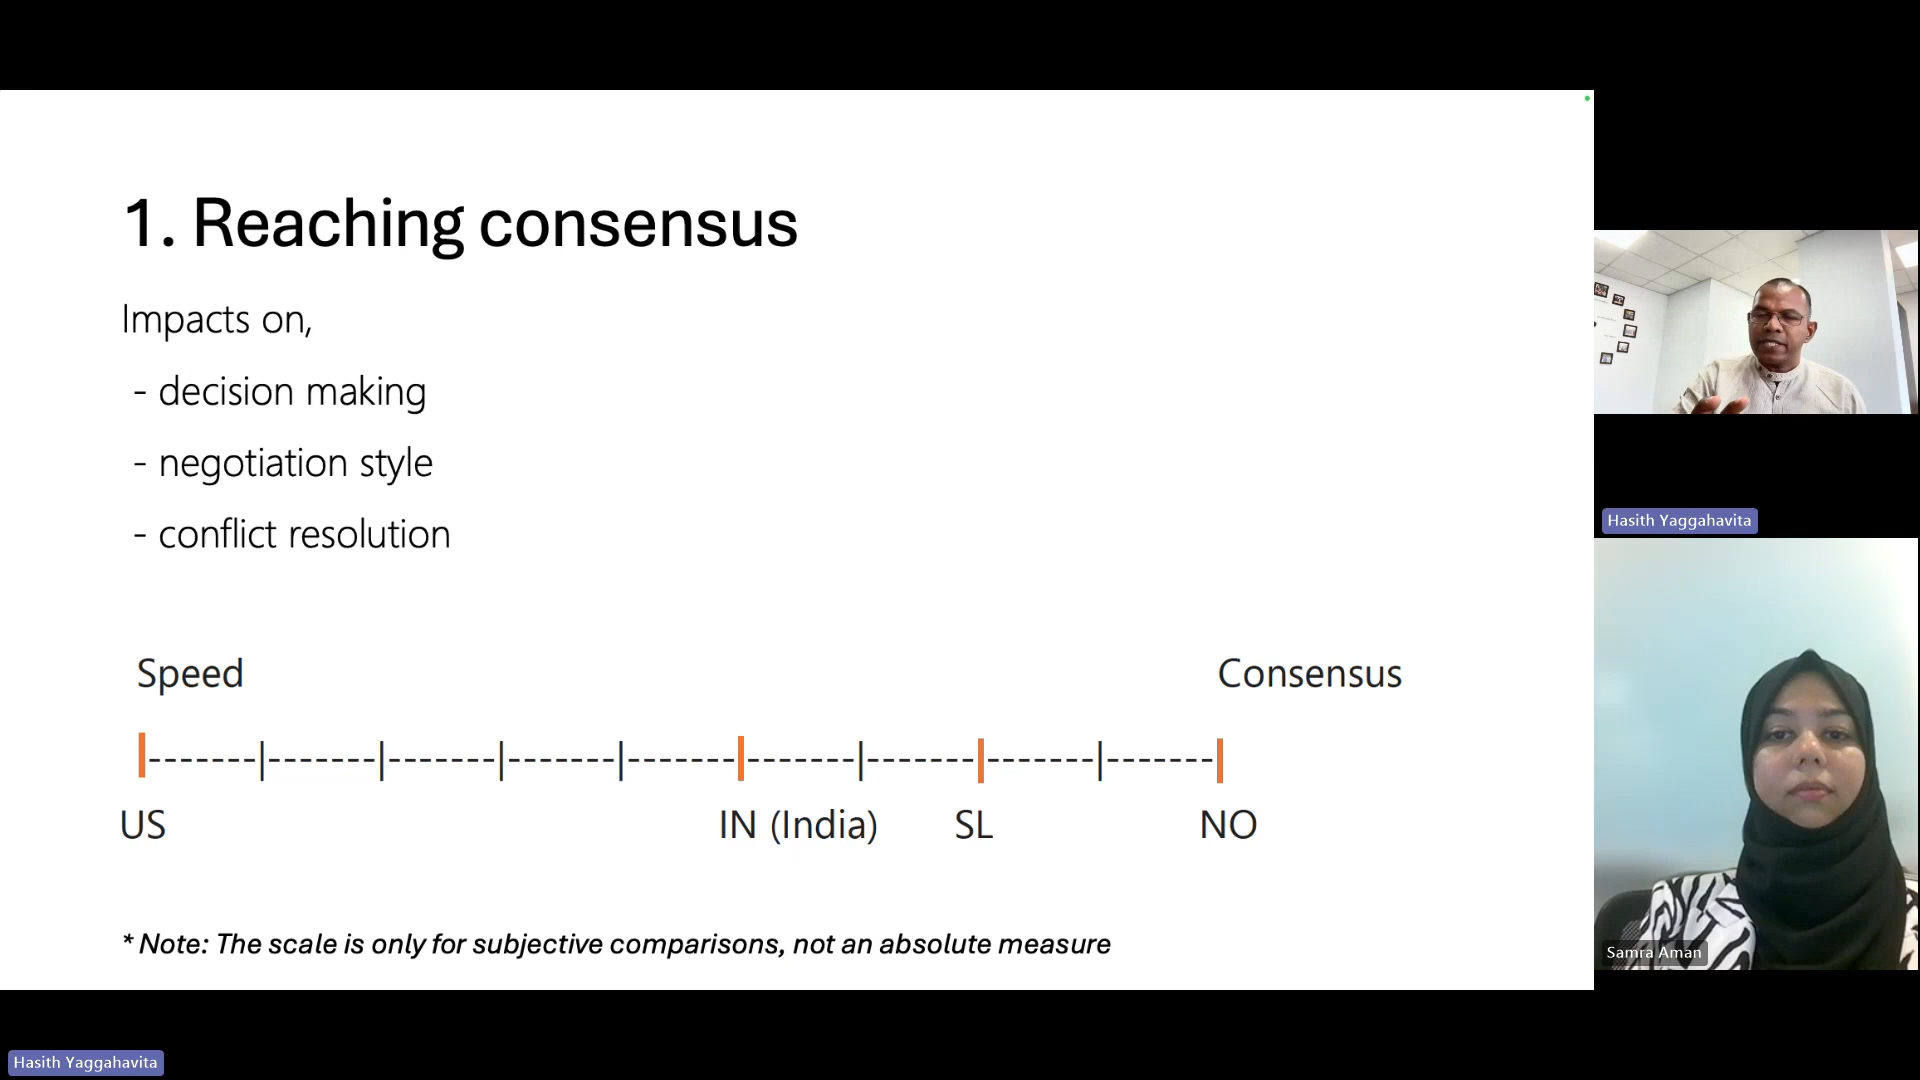 1. Reaching consensus
Impacts on,
- decision making
- negotiation style
- conflict resolution
Speed Consensus
|-------|-------|-------|-------|-------|-------|-------|-------|-------|
US IN (India) SL NO
* Note: The scale is only for subjective comparisons, not an absolute measure
Hasith Yaggahavita
Samra Aman
Hasith Yaggahavita